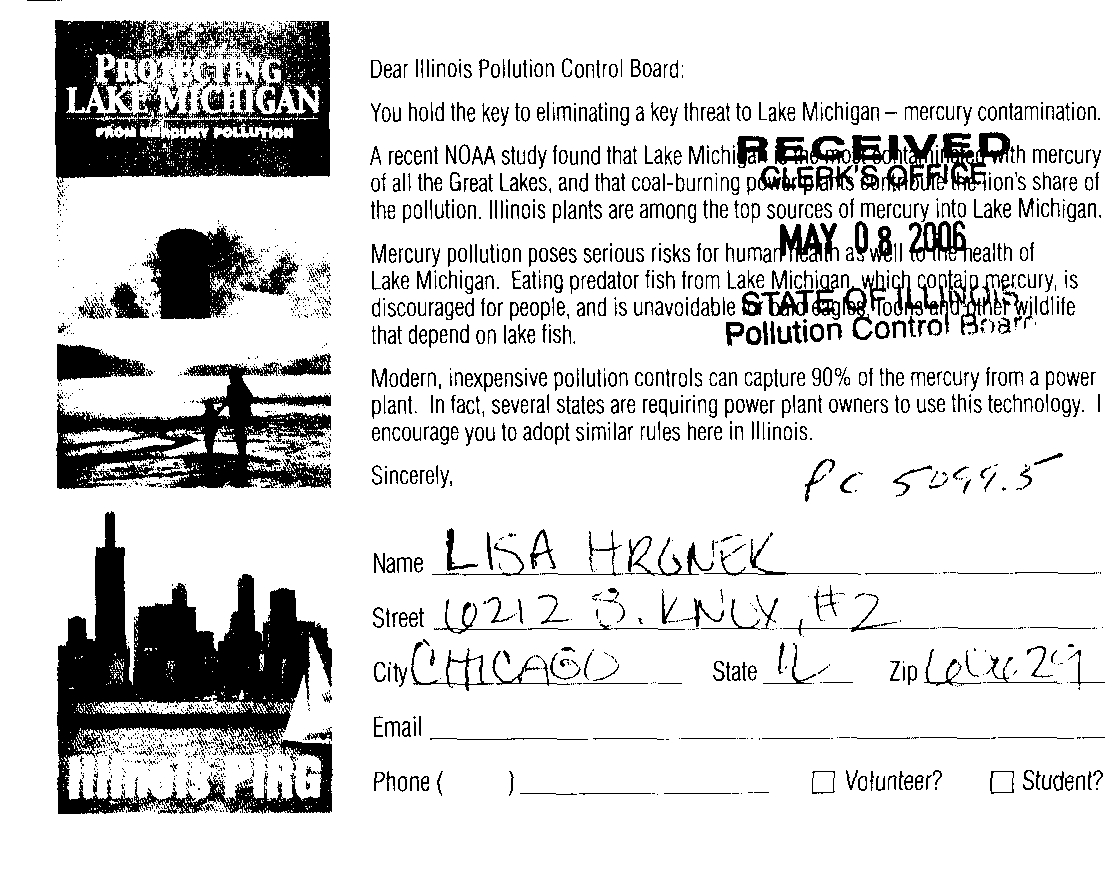 PROTECTING
LAKE MICHIGAN
FROM MERCURY POLLUTION
Dear Illinois Pollution Control Board:
You hold the key to eliminating a key threat to Lake Michigan – mercury contamination.
A recent NOAA study found that Lake Michigan is the most contaminated with mercury
of all the Great Lakes, and that coal-burning power plants contribute the lion's share of
the pollution. Illinois plants are among the top sources of mercury into Lake Michigan.
Mercury pollution poses serious risks for human health as well to the health of
Lake Michigan. Eating predator fish from Lake Michigan, which contain mercury, is
discouraged for people, and is unavoidable for bald eagles, loons and other wildlife
that depend on lake fish.
RECEIVED
CLERK'S OFFICE
MAY 08 2006
STATE OF ILLINOIS
Pollution Control Board
Modern, inexpensive pollution controls can capture 90% of the mercury from a power
plant. In fact, several states are requiring power plant owners to use this technology. I
encourage you to adopt similar rules here in Illinois.
Sincerely,
PC 5099.5
Name LISA HRONEK
Street 6212 S. KNOX, #2
City CHICAGO State IL Zip 60629
Email
Phone ( )
Volunteer? Student?
Illinois PIRG